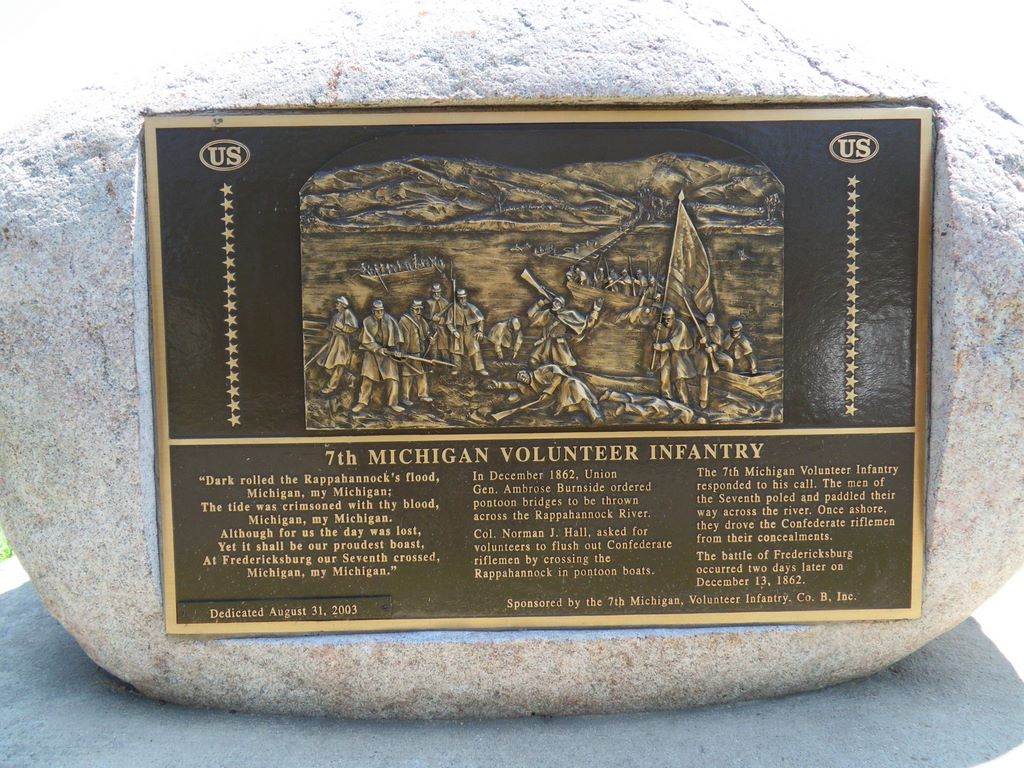 US
US
7th MICHIGAN VOLUNTEER INFANTRY
“Dark rolled the Rappahannock's flood,
Michigan, my Michigan;
The tide was crimsoned with thy blood,
Michigan, my Michigan.
Although for us the day was lost,
Yet it shall be our proudest boast,
At Fredericksburg our Seventh crossed,
Michigan, my Michigan.”
In December 1862, Union
Gen. Ambrose Burnside ordered
pontoon bridges to be thrown
across the Rappahannock River.
Col. Norman J. Hall, asked for
volunteers to flush out Confederate
riflemen by crossing the
Rappahannock in pontoon boats.
The 7th Michigan Volunteer Infantry
responded to his call. The men of
the Seventh poled and paddled their
way across the river. Once ashore,
they drove the Confederate riflemen
from their concealments.
The battle of Fredericksburg
occurred two days later on
December 13, 1862.
Dedicated August 31, 2003
Sponsored by the 7th Michigan, Volunteer Infantry, Co. B, Inc.